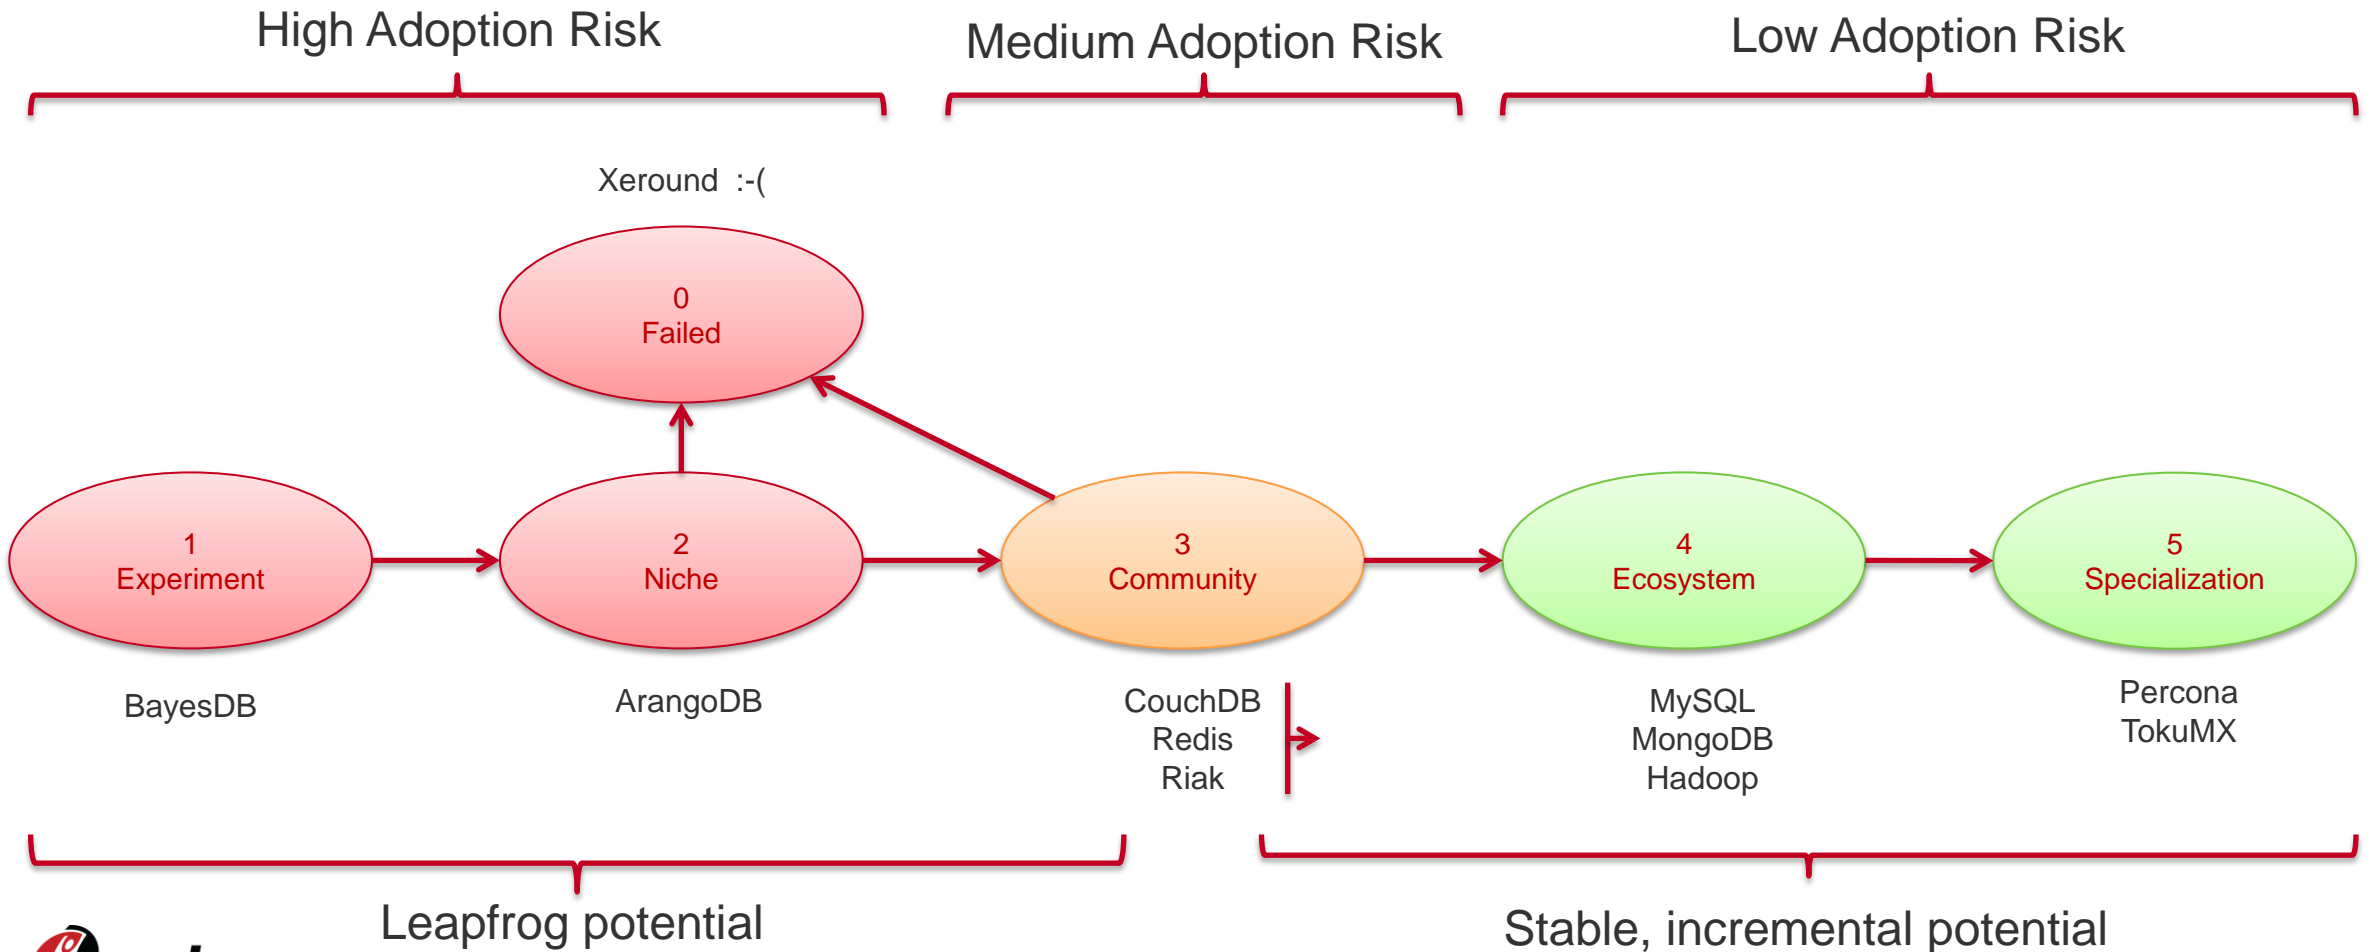 High Adoption Risk
Medium Adoption Risk
Low Adoption Risk
Xeround :-(
0
Failed
1
Experiment
2
Niche
3
Community
4
Ecosystem
5
Specialization
BayesDB
ArangoDB
CouchDB
Redis
Riak
MySQL
MongoDB
Hadoop
Percona
TokuMX
Leapfrog potential
Stable, incremental potential